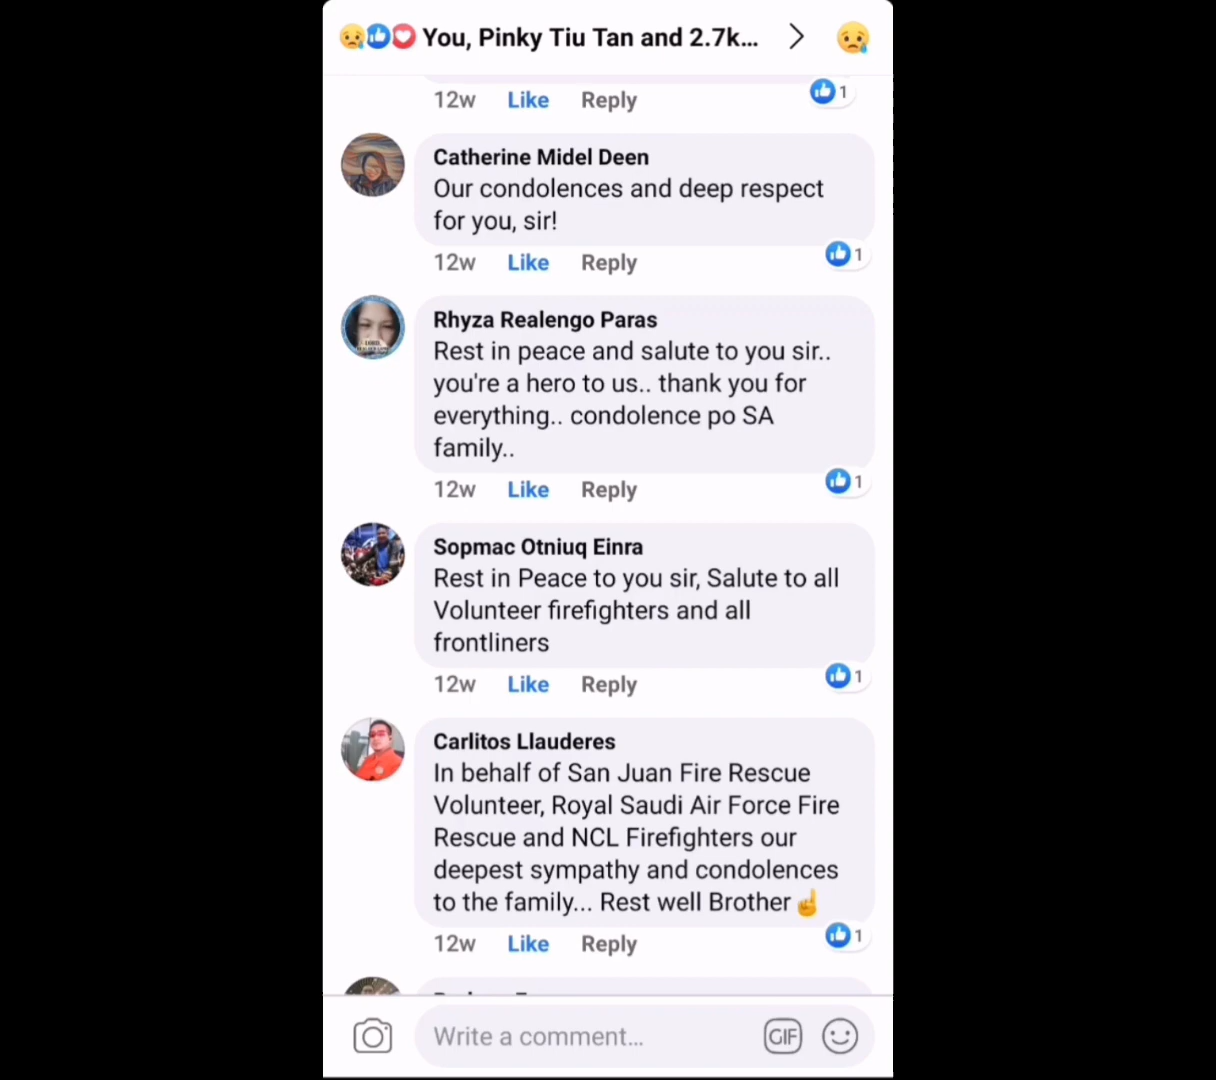 You, Pinky Tiu Tan and 2.7k...
12w Like Reply 1
Catherine Midel Deen
Our condolences and deep respect
for you, sir!
12w Like Reply 1
Rhyza Realengo Paras
Rest in peace and salute to you sir..
you're a hero to us.. thank you for
everything.. condolence po SA
family..
12w Like Reply 1
Sopmac Otniuq Einra
Rest in Peace to you sir, Salute to all
Volunteer firefighters and all
frontliners
12w Like Reply 1
Carlitos Llauderes
In behalf of San Juan Fire Rescue
Volunteer, Royal Saudi Air Force Fire
Rescue and NCL Firefighters our
deepest sympathy and condolences
to the family... Rest well Brother ☝
12w Like Reply 1
Write a comment... GIF